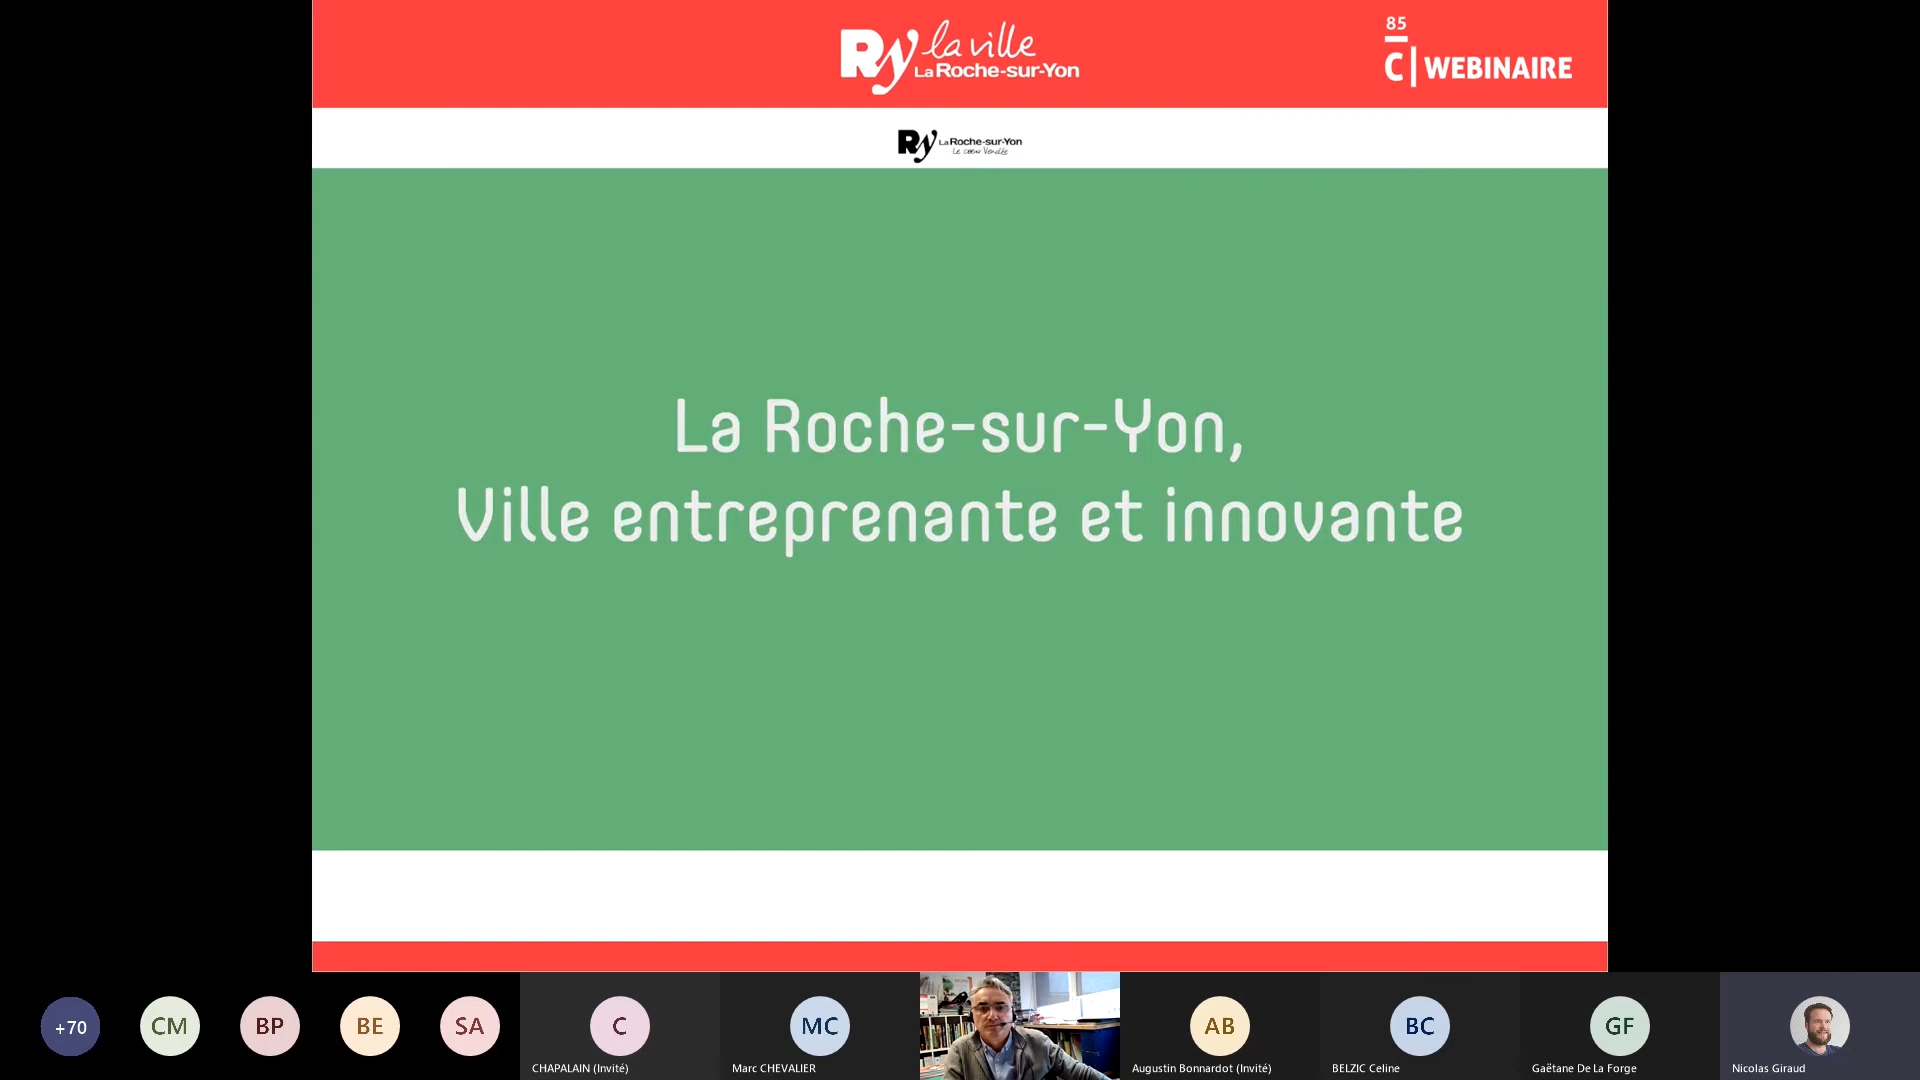 Ry la ville
La Roche-sur-Yon
85
C WEBINAIRE
Ry La Roche-sur-Yon
Le cœur Vendée
La Roche-sur-Yon,
Ville entreprenante et innovante
+70
CM
BP
BE
SA
C
CHAPALAIN (Invité)
MC
Marc CHEVALIER
AB
Augustin Bonnardot (Invité)
BC
BELZIC Celine
GF
Gaëtane De La Forge
Nicolas Giraud